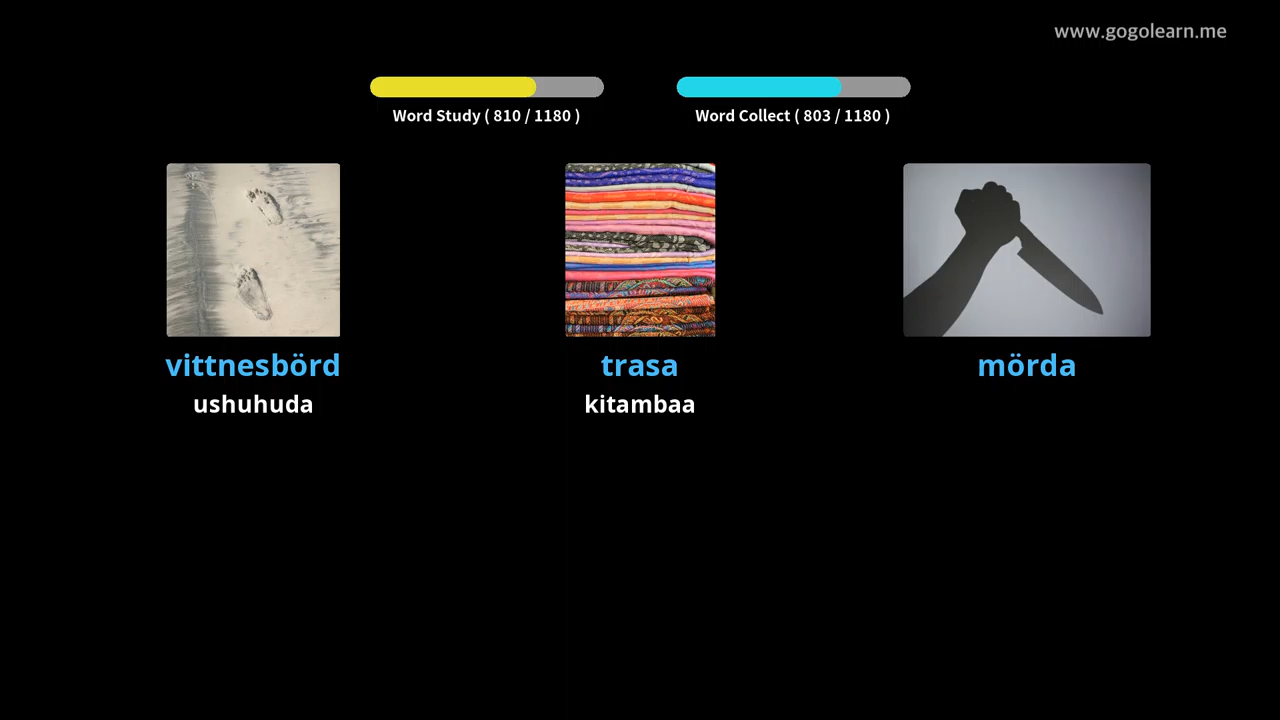 www.gogolearn.me
Word Study ( 810 / 1180 )
Word Collect ( 803 / 1180 )
vittnesbörd
ushuhuda
trasa
kitambaa
mörda